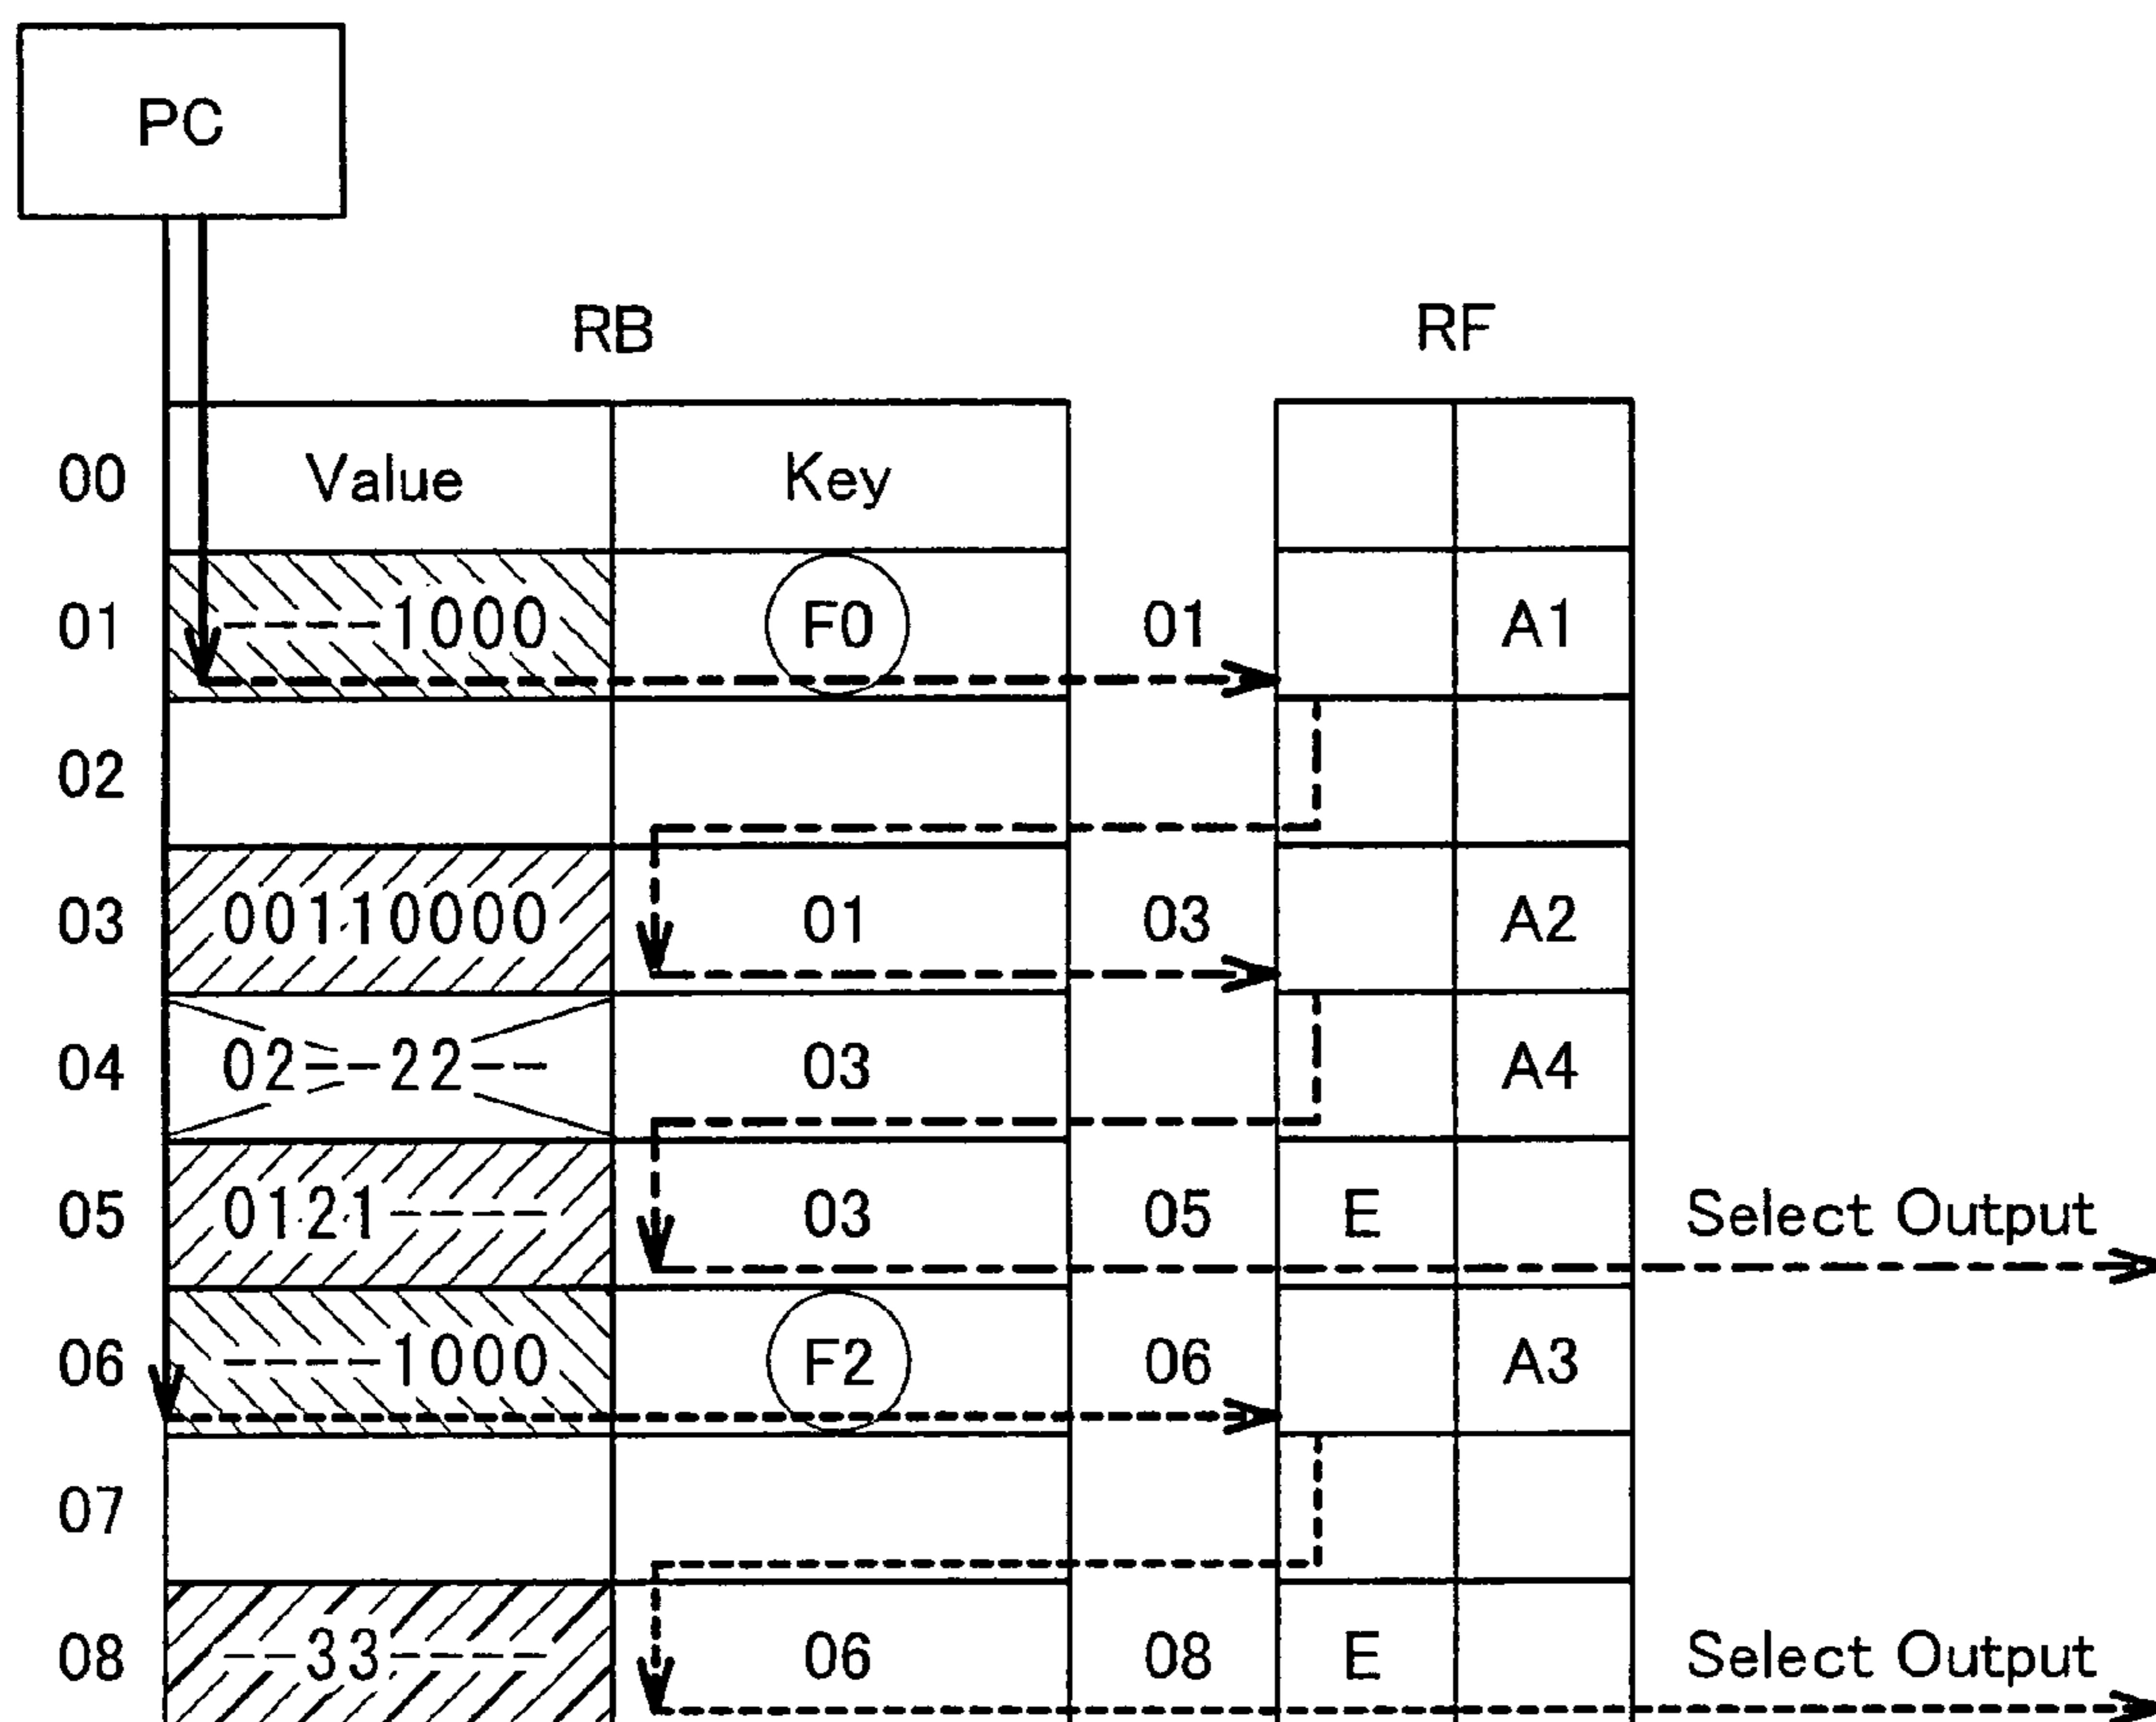 PC
RB RF
00 Value Key
01 ----1000 F0 01 A1
02
03 00110000 01 03 A2
04 02--22-- 03 A4
05 0121---- 03 05 E Select Output
06 ----1000 F2 06 A3
07
08 --33---- 06 08 E Select Output